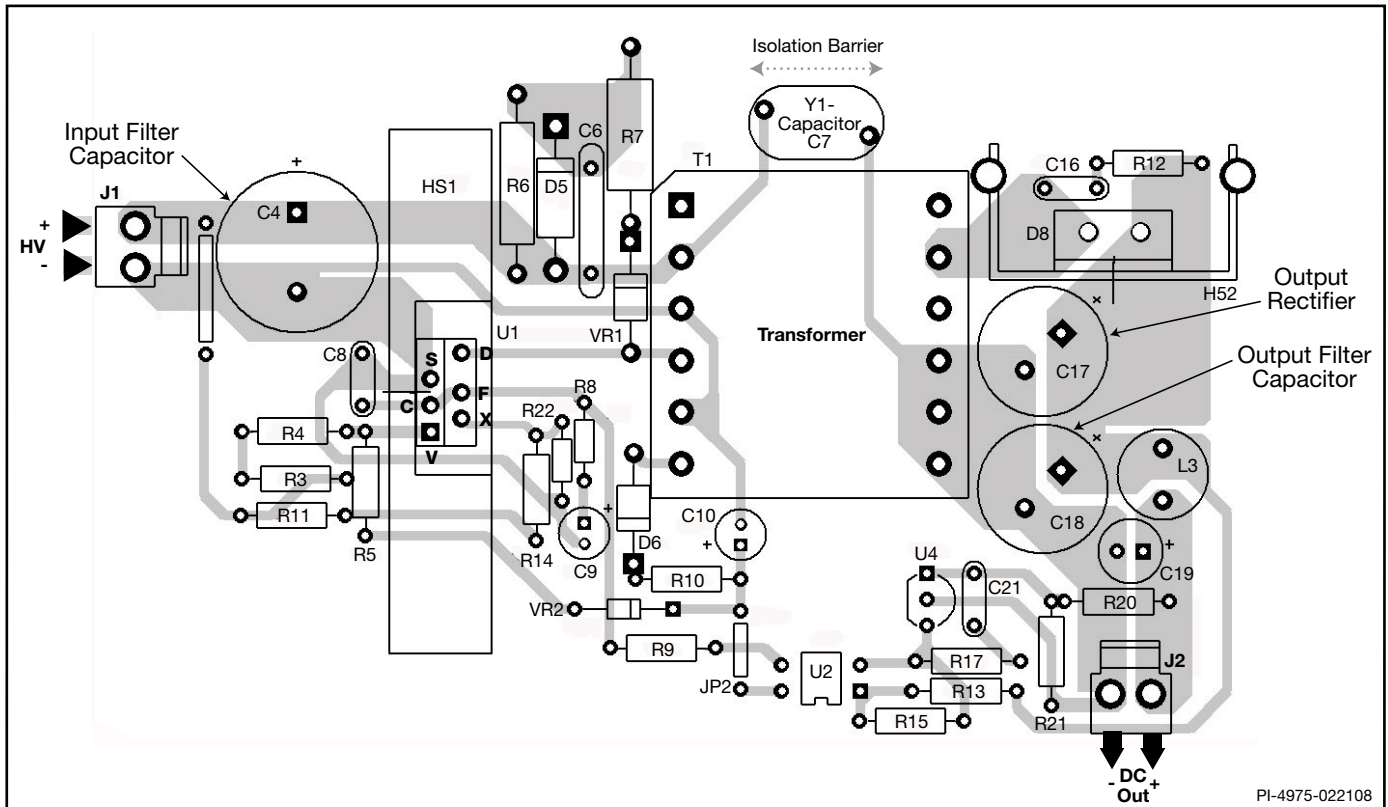 Isolation Barrier
Y1-
Capacitor
C7
Input Filter
Capacitor
+
J1
+
HV
-
C4
HS1
R6
D5
C6
R7
T1
C16
R12
D8
H52
Output
Rectifier
Transformer
VR1
U1
C8
S
D
C
F
X
V
C17
Output Filter
Capacitor
R8
R22
R4
R3
R11
R5
R14
C9
+
D6
C10
+
L3
C18
C19
+
U4
C21
R10
VR2
R20
R9
R17
J2
U2
JP2
R13
R15
R21
- DC +
Out
PI-4975-022108